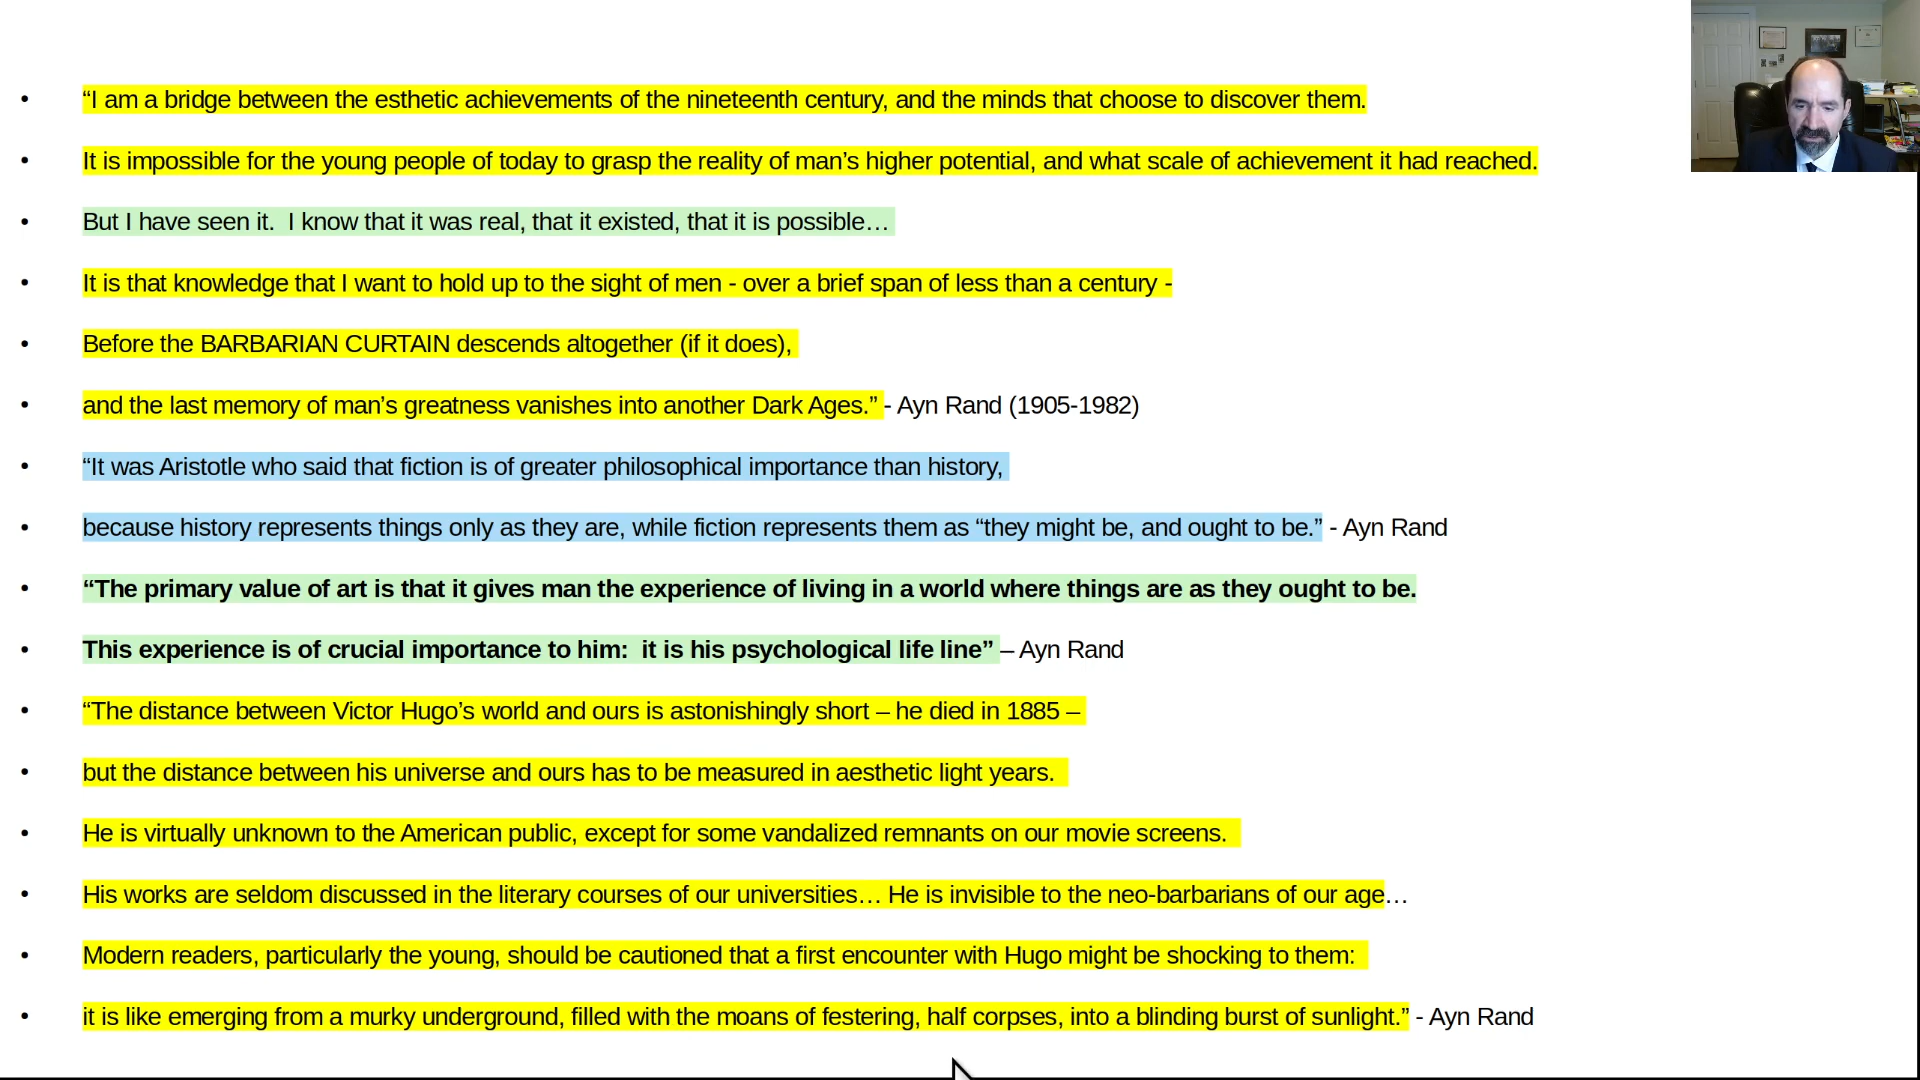 • “I am a bridge between the esthetic achievements of the nineteenth century, and the minds that choose to discover them.
• It is impossible for the young people of today to grasp the reality of man’s higher potential, and what scale of achievement it had reached.
• But I have seen it.  I know that it was real, that it existed, that it is possible…
• It is that knowledge that I want to hold up to the sight of men - over a brief span of less than a century -
• Before the BARBARIAN CURTAIN descends altogether (if it does),
• and the last memory of man’s greatness vanishes into another Dark Ages.” - Ayn Rand (1905-1982)
• “It was Aristotle who said that fiction is of greater philosophical importance than history,
• because history represents things only as they are, while fiction represents them as “they might be, and ought to be.” - Ayn Rand
• “The primary value of art is that it gives man the experience of living in a world where things are as they ought to be.
• This experience is of crucial importance to him:  it is his psychological life line” – Ayn Rand
• “The distance between Victor Hugo’s world and ours is astonishingly short – he died in 1885 –
• but the distance between his universe and ours has to be measured in aesthetic light years.
• He is virtually unknown to the American public, except for some vandalized remnants on our movie screens.
• His works are seldom discussed in the literary courses of our universities… He is invisible to the neo-barbarians of our age…
• Modern readers, particularly the young, should be cautioned that a first encounter with Hugo might be shocking to them:
• it is like emerging from a murky underground, filled with the moans of festering, half corpses, into a blinding burst of sunlight.” - Ayn Rand